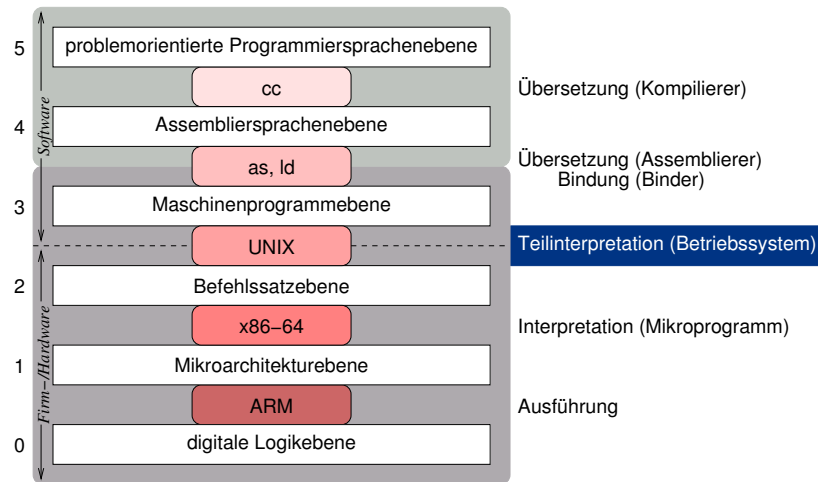 5 problemorientierte Programmiersprachenebene
cc Übersetzung (Kompilierer)
4 Assembliersprachenebene
Software
as, ld Übersetzung (Assemblierer)
Bindung (Binder)
3 Maschinenprogrammebene
UNIX Teilinterpretation (Betriebssystem)
2 Befehlssatzebene
x86−64 Interpretation (Mikroprogramm)
1 Mikroarchitekturebene
Firm−/Hardware
ARM Ausführung
0 digitale Logikebene